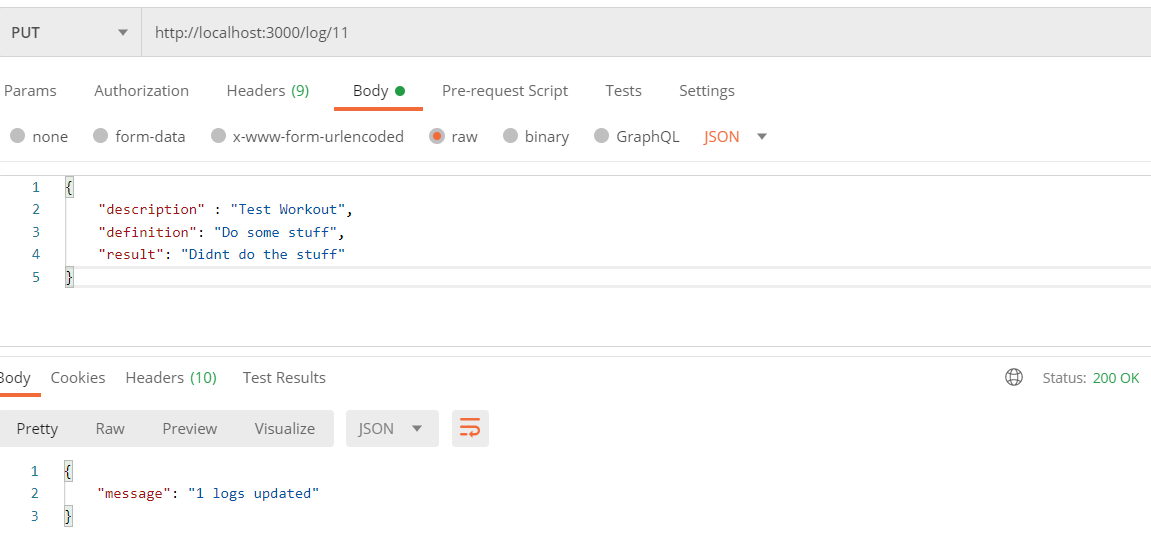 PUT http://localhost:3000/log/11
Params Authorization Headers (9) Body Pre-request Script Tests Settings
none form-data x-www-form-urlencoded raw binary GraphQL JSON
1 {
2 "description" : "Test Workout",
3 "definition": "Do some stuff",
4 "result": "Didnt do the stuff"
5 }
Body Cookies Headers (10) Test Results Status: 200 OK
Pretty Raw Preview Visualize JSON
1 {
2 "message": "1 logs updated"
3 }